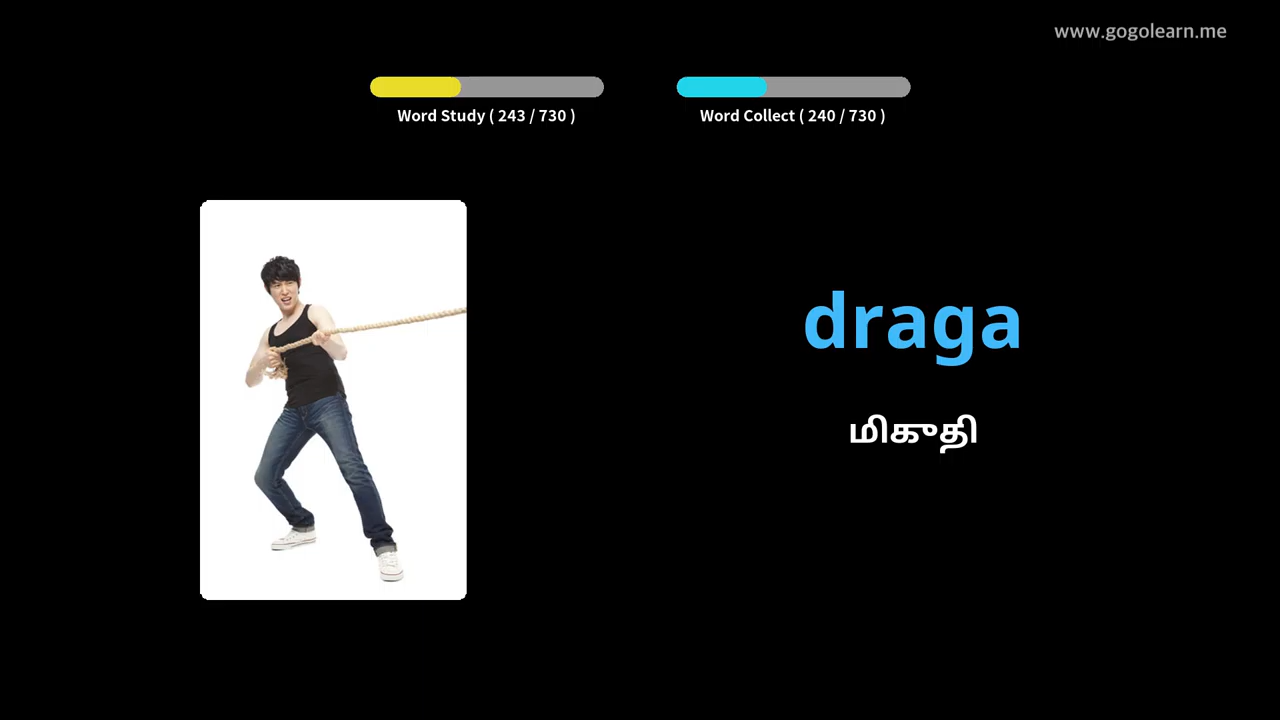 www.gogolearn.me
Word Study ( 243 / 730 )
Word Collect ( 240 / 730 )
draga
மிகுதி